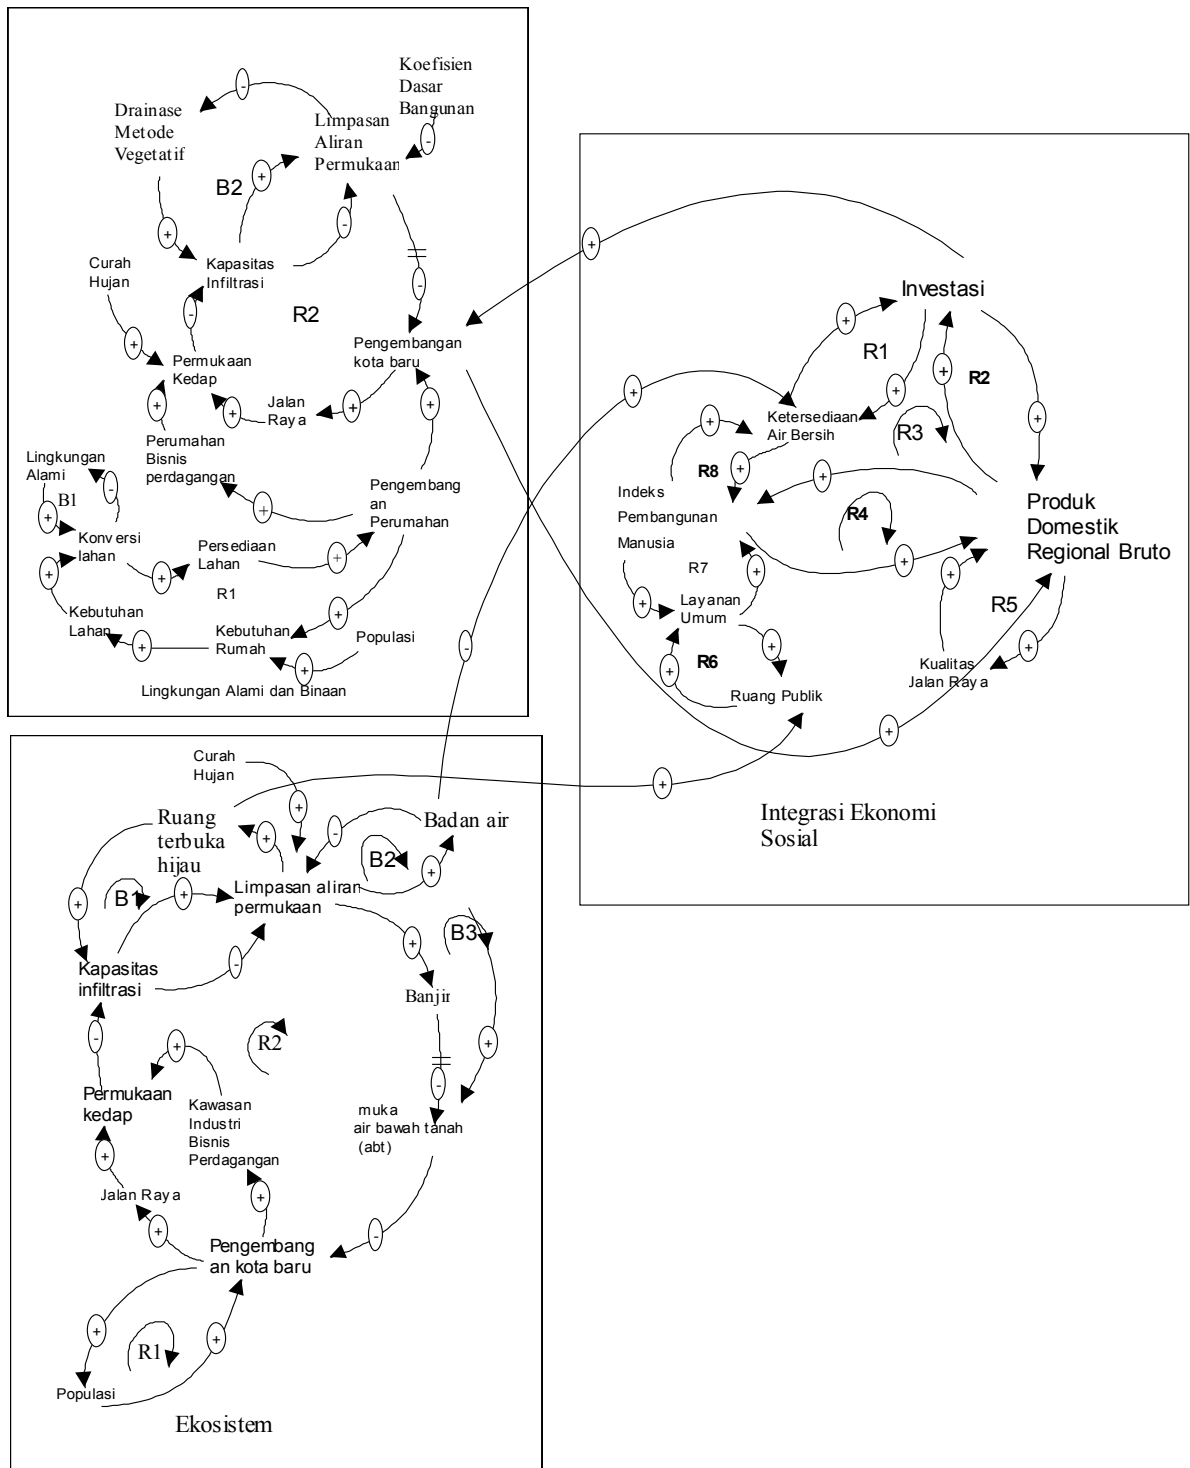 Koefisien
Dasar
Bangunan
Drainase
Metode
Vegetatif
Limpasan
Aliran
Permukaan
-
-
B2
+
-
+
Curah
Hujan
Kapasitas
Infiltrasi
-
-
R2
+
Permukaan
Kedap
Pengembangan
kota baru
Jalan
Raya
+
+
+
+
Perumahan
Bisnis
perdagangan
Lingkungan
Alami
-
B1
+
Konversi
lahan
Pengembang
an
Perumahan
+
Persediaan
Lahan
+
+
+
R1
Kebutuhan
Lahan
+
Kebutuhan
Rumah
+
Populasi
+
+
Lingkungan Alami dan Binaan
+
Investasi
+
R1
+
R2
+
+
+
Ketersediaan
Air Bersih
R3
+
R8
+
+
Indeks
Pembangunan
Manusia
R4
Produk
Domestik
Regional Bruto
+
R7
+
+
+
Layanan
Umum
R5
-
+
R6
+
+
Kualitas
Jalan Raya
Ruang Publik
+
+
Integrasi Ekonomi
Sosial
Curah
Hujan
+
Ruang
terbuka
hijau
+
-
Badan air
B2
+
B1
+
+
Limpasan aliran
permukaan
B3
+
-
Kapasitas
infiltrasi
Banjir
-
+
R2
+
-
Permukaan
kedap
Kawasan
Industri
Bisnis
Perdagangan
muka
air bawah tanah
(abt)
+
Jalan Raya
+
+
-
Pengembang
an kota baru
+
R1
+
Populasi
Ekosistem